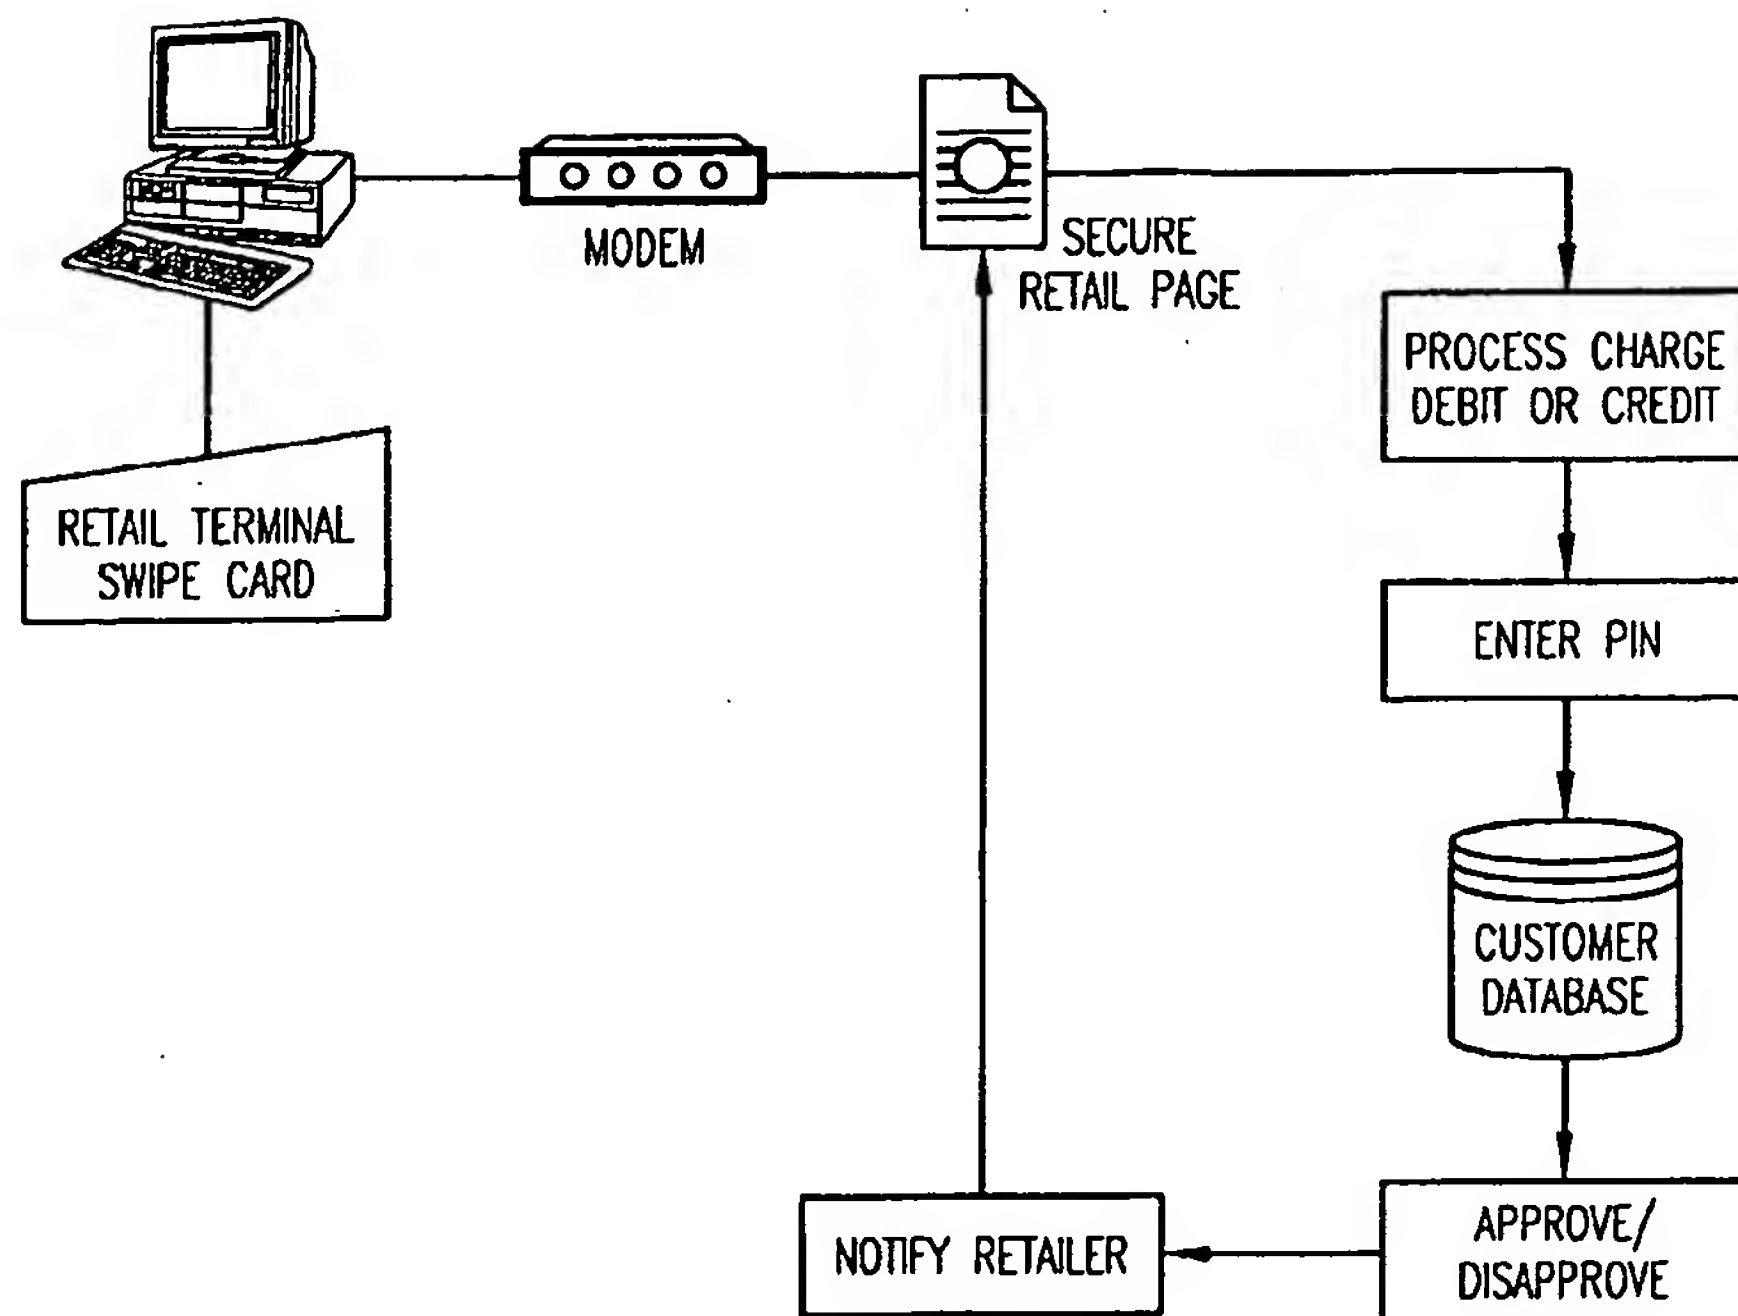 MODEM
SECURE
RETAIL PAGE
PROCESS CHARGE
DEBIT OR CREDIT
RETAIL TERMINAL
SWIPE CARD
ENTER PIN
CUSTOMER
DATABASE
NOTIFY RETAILER
APPROVE/
DISAPPROVE